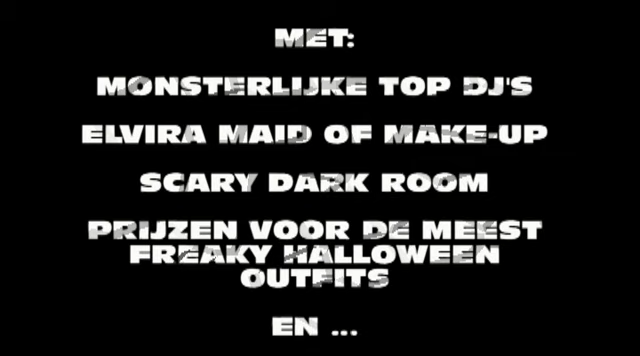 MET:
MONSTERLIJKE TOP DJ'S
ELVIRA MAID OF MAKE-UP
SCARY DARK ROOM
PRIJZEN VOOR DE MEEST
FREAKY HALLOWEEN
OUTFITS
EN ...